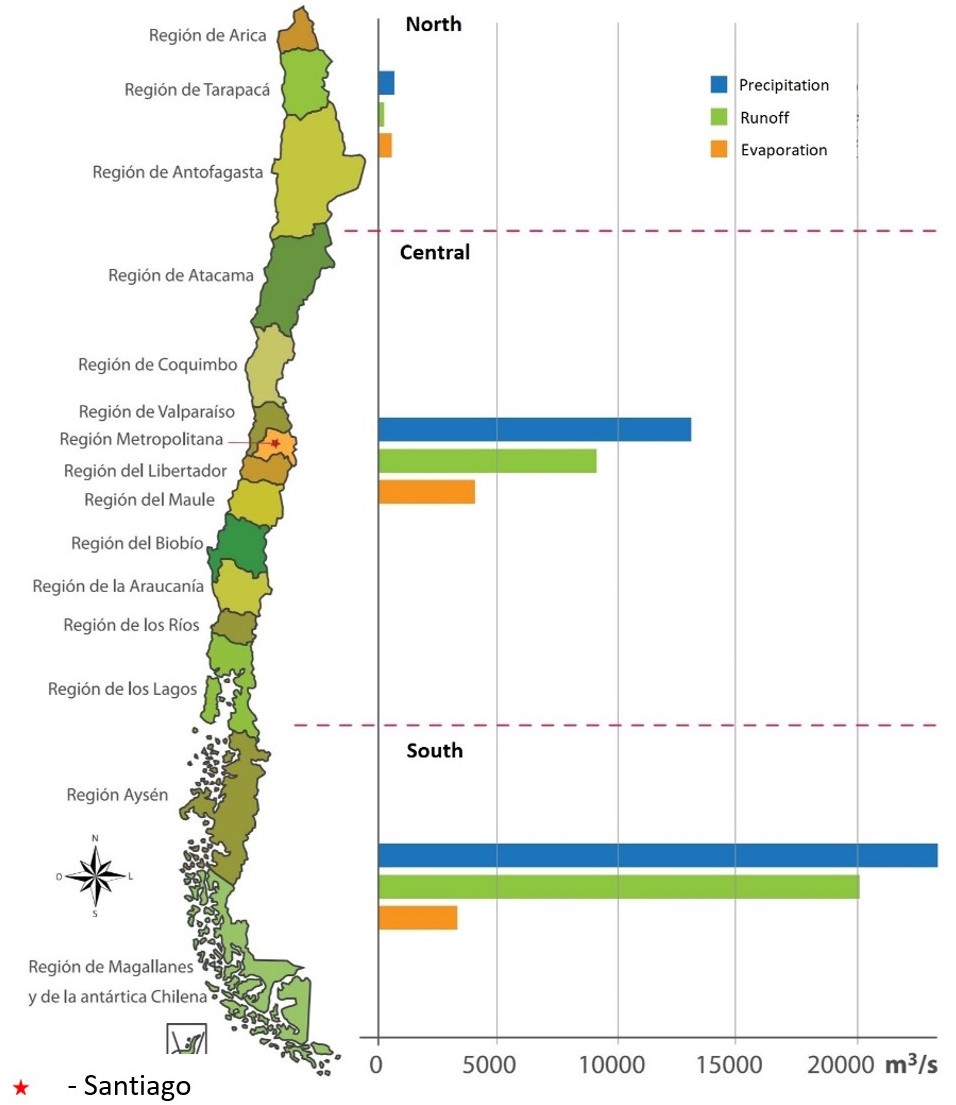 North
Región de Arica
Región de Tarapacá
Precipitation
Runoff
Evaporation
Región de Antofagasta
Central
Región de Atacama
Región de Coquimbo
Región de Valparaíso
Región Metropolitana
Región del Libertador
Región del Maule
Región del Biobío
Región de la Araucanía
Región de los Ríos
Región de los Lagos
South
Región Aysén
N
O L
S
Región de Magallanes
y de la antártica Chilena
0 5000 10000 15000 20000 m³/s
- Santiago